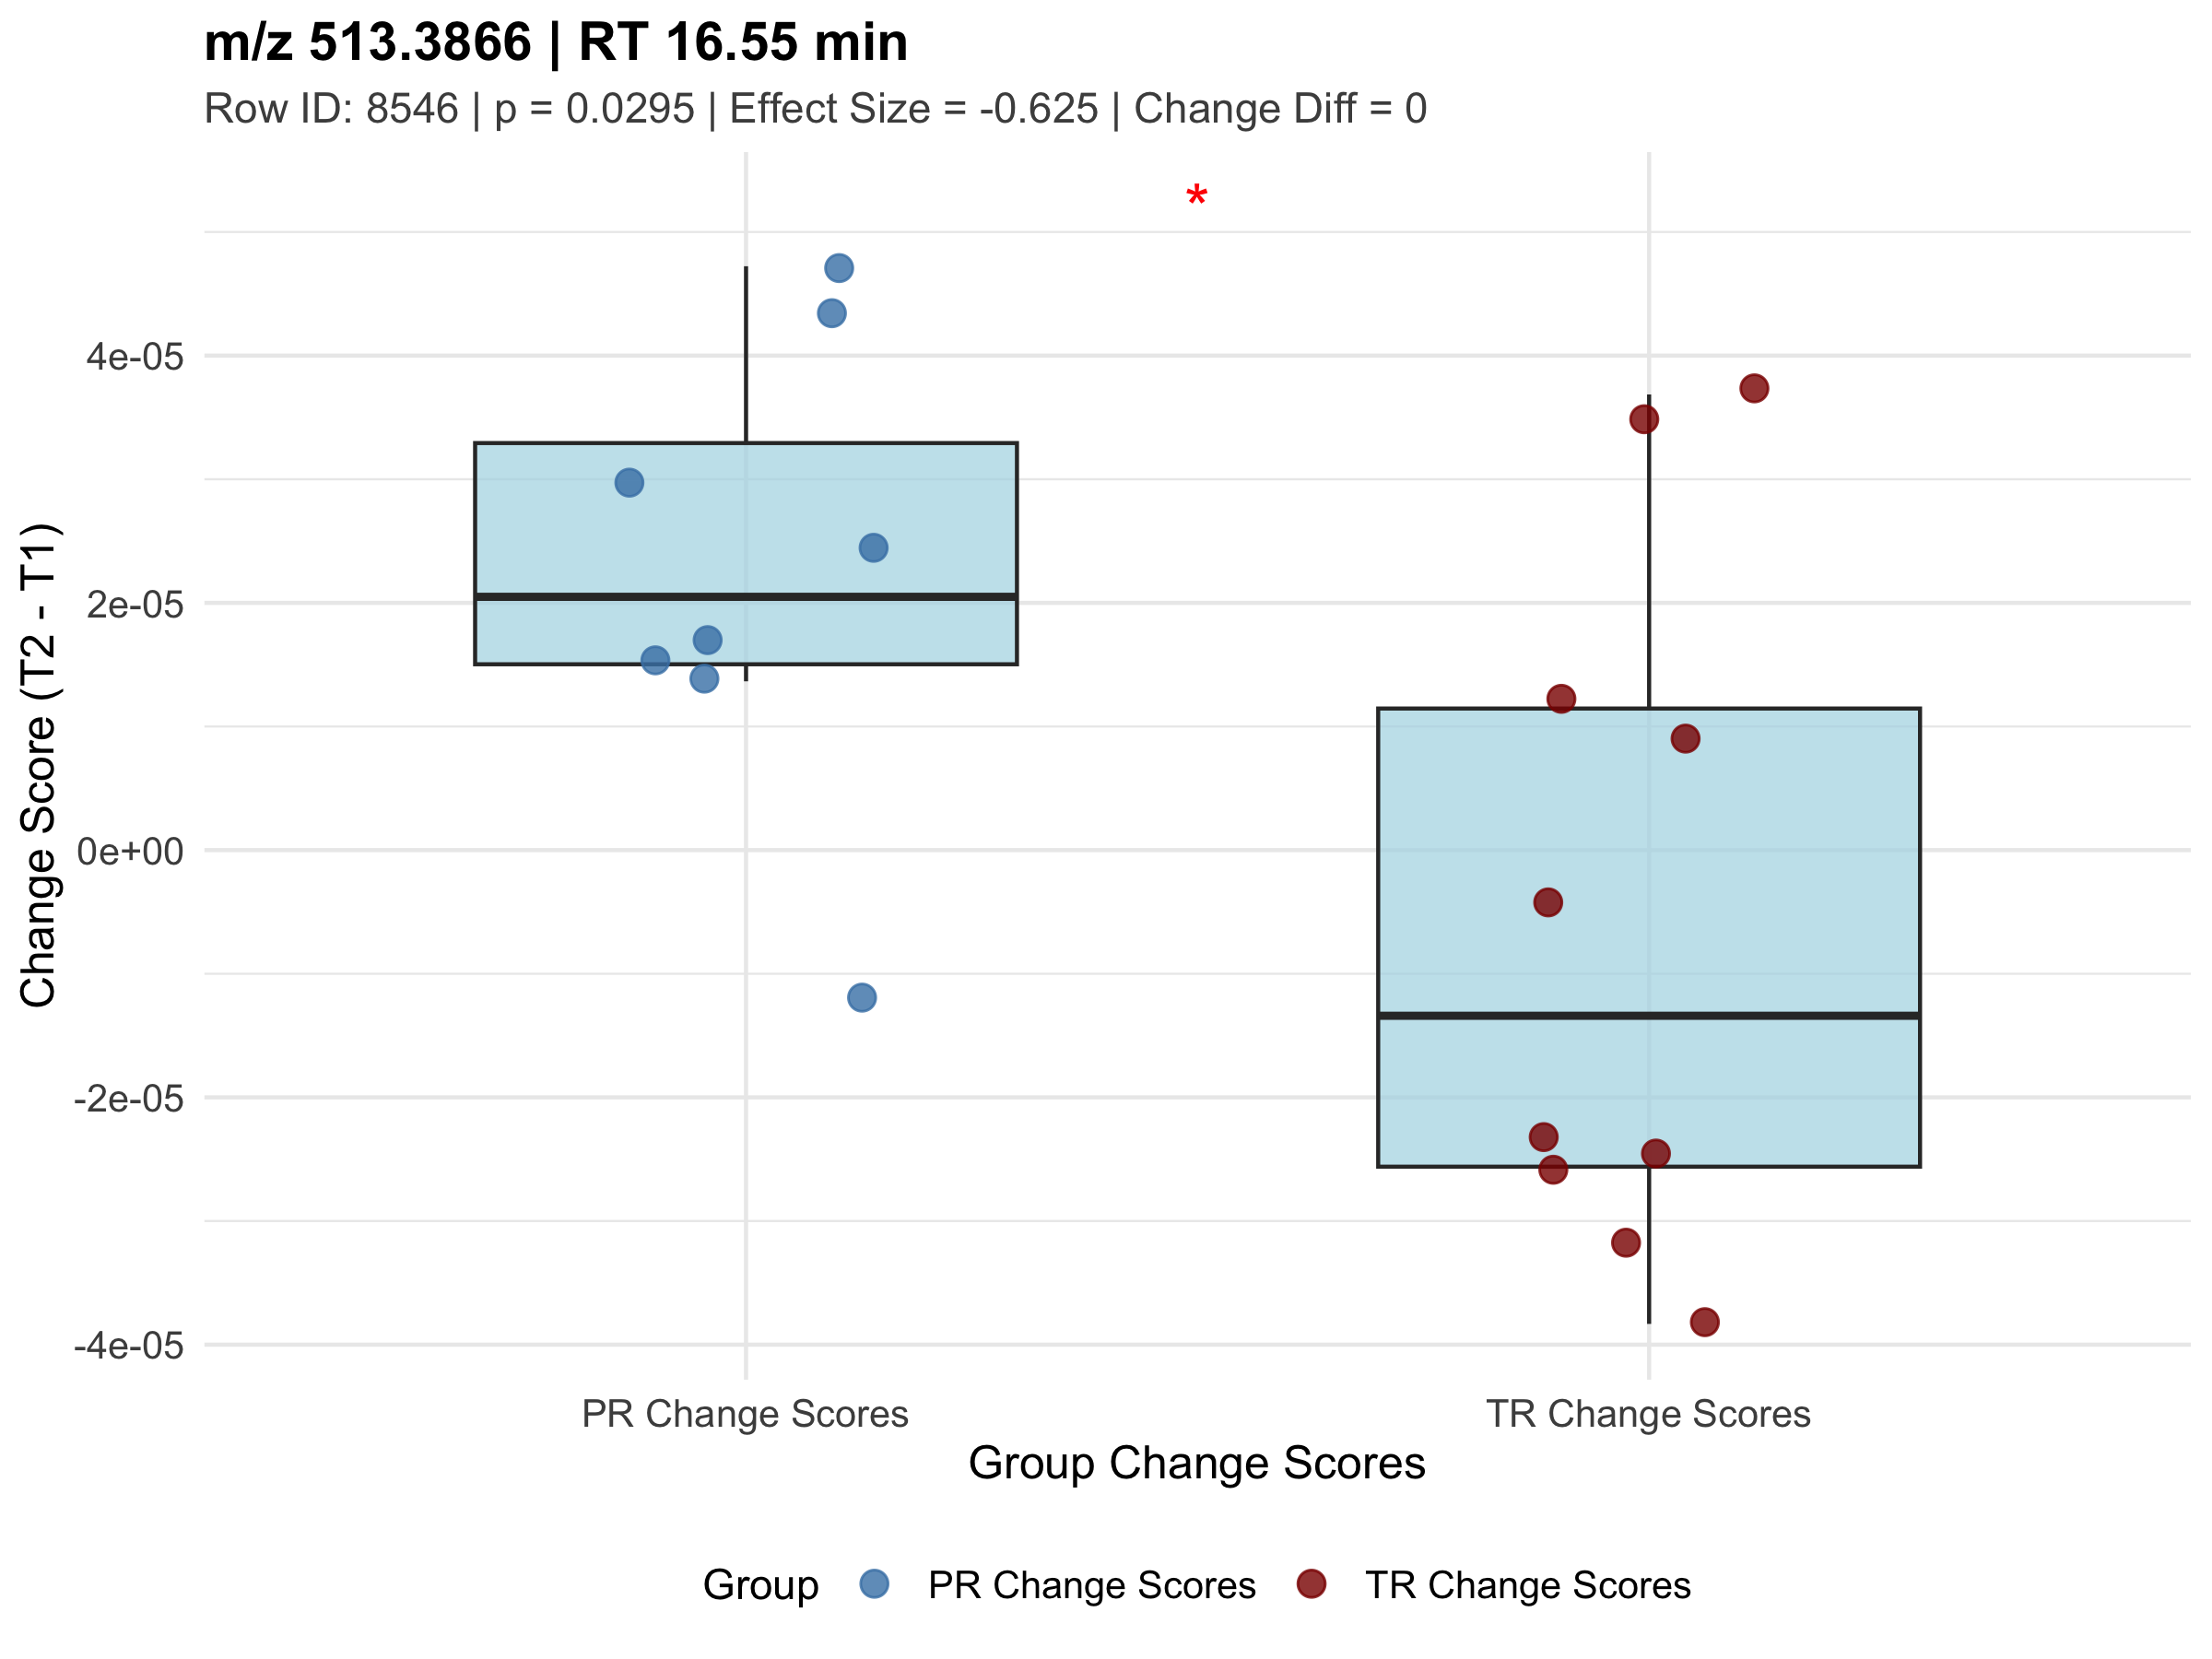 m/z 513.3866 | RT 16.55 min
Row ID: 8546 | p = 0.0295 | Effect Size = -0.625 | Change Diff = 0
*
Change Score (T2 - T1)
4e-05
2e-05
0e+00
-2e-05
-4e-05
PR Change Scores
TR Change Scores
Group Change Scores
Group
PR Change Scores
TR Change Scores